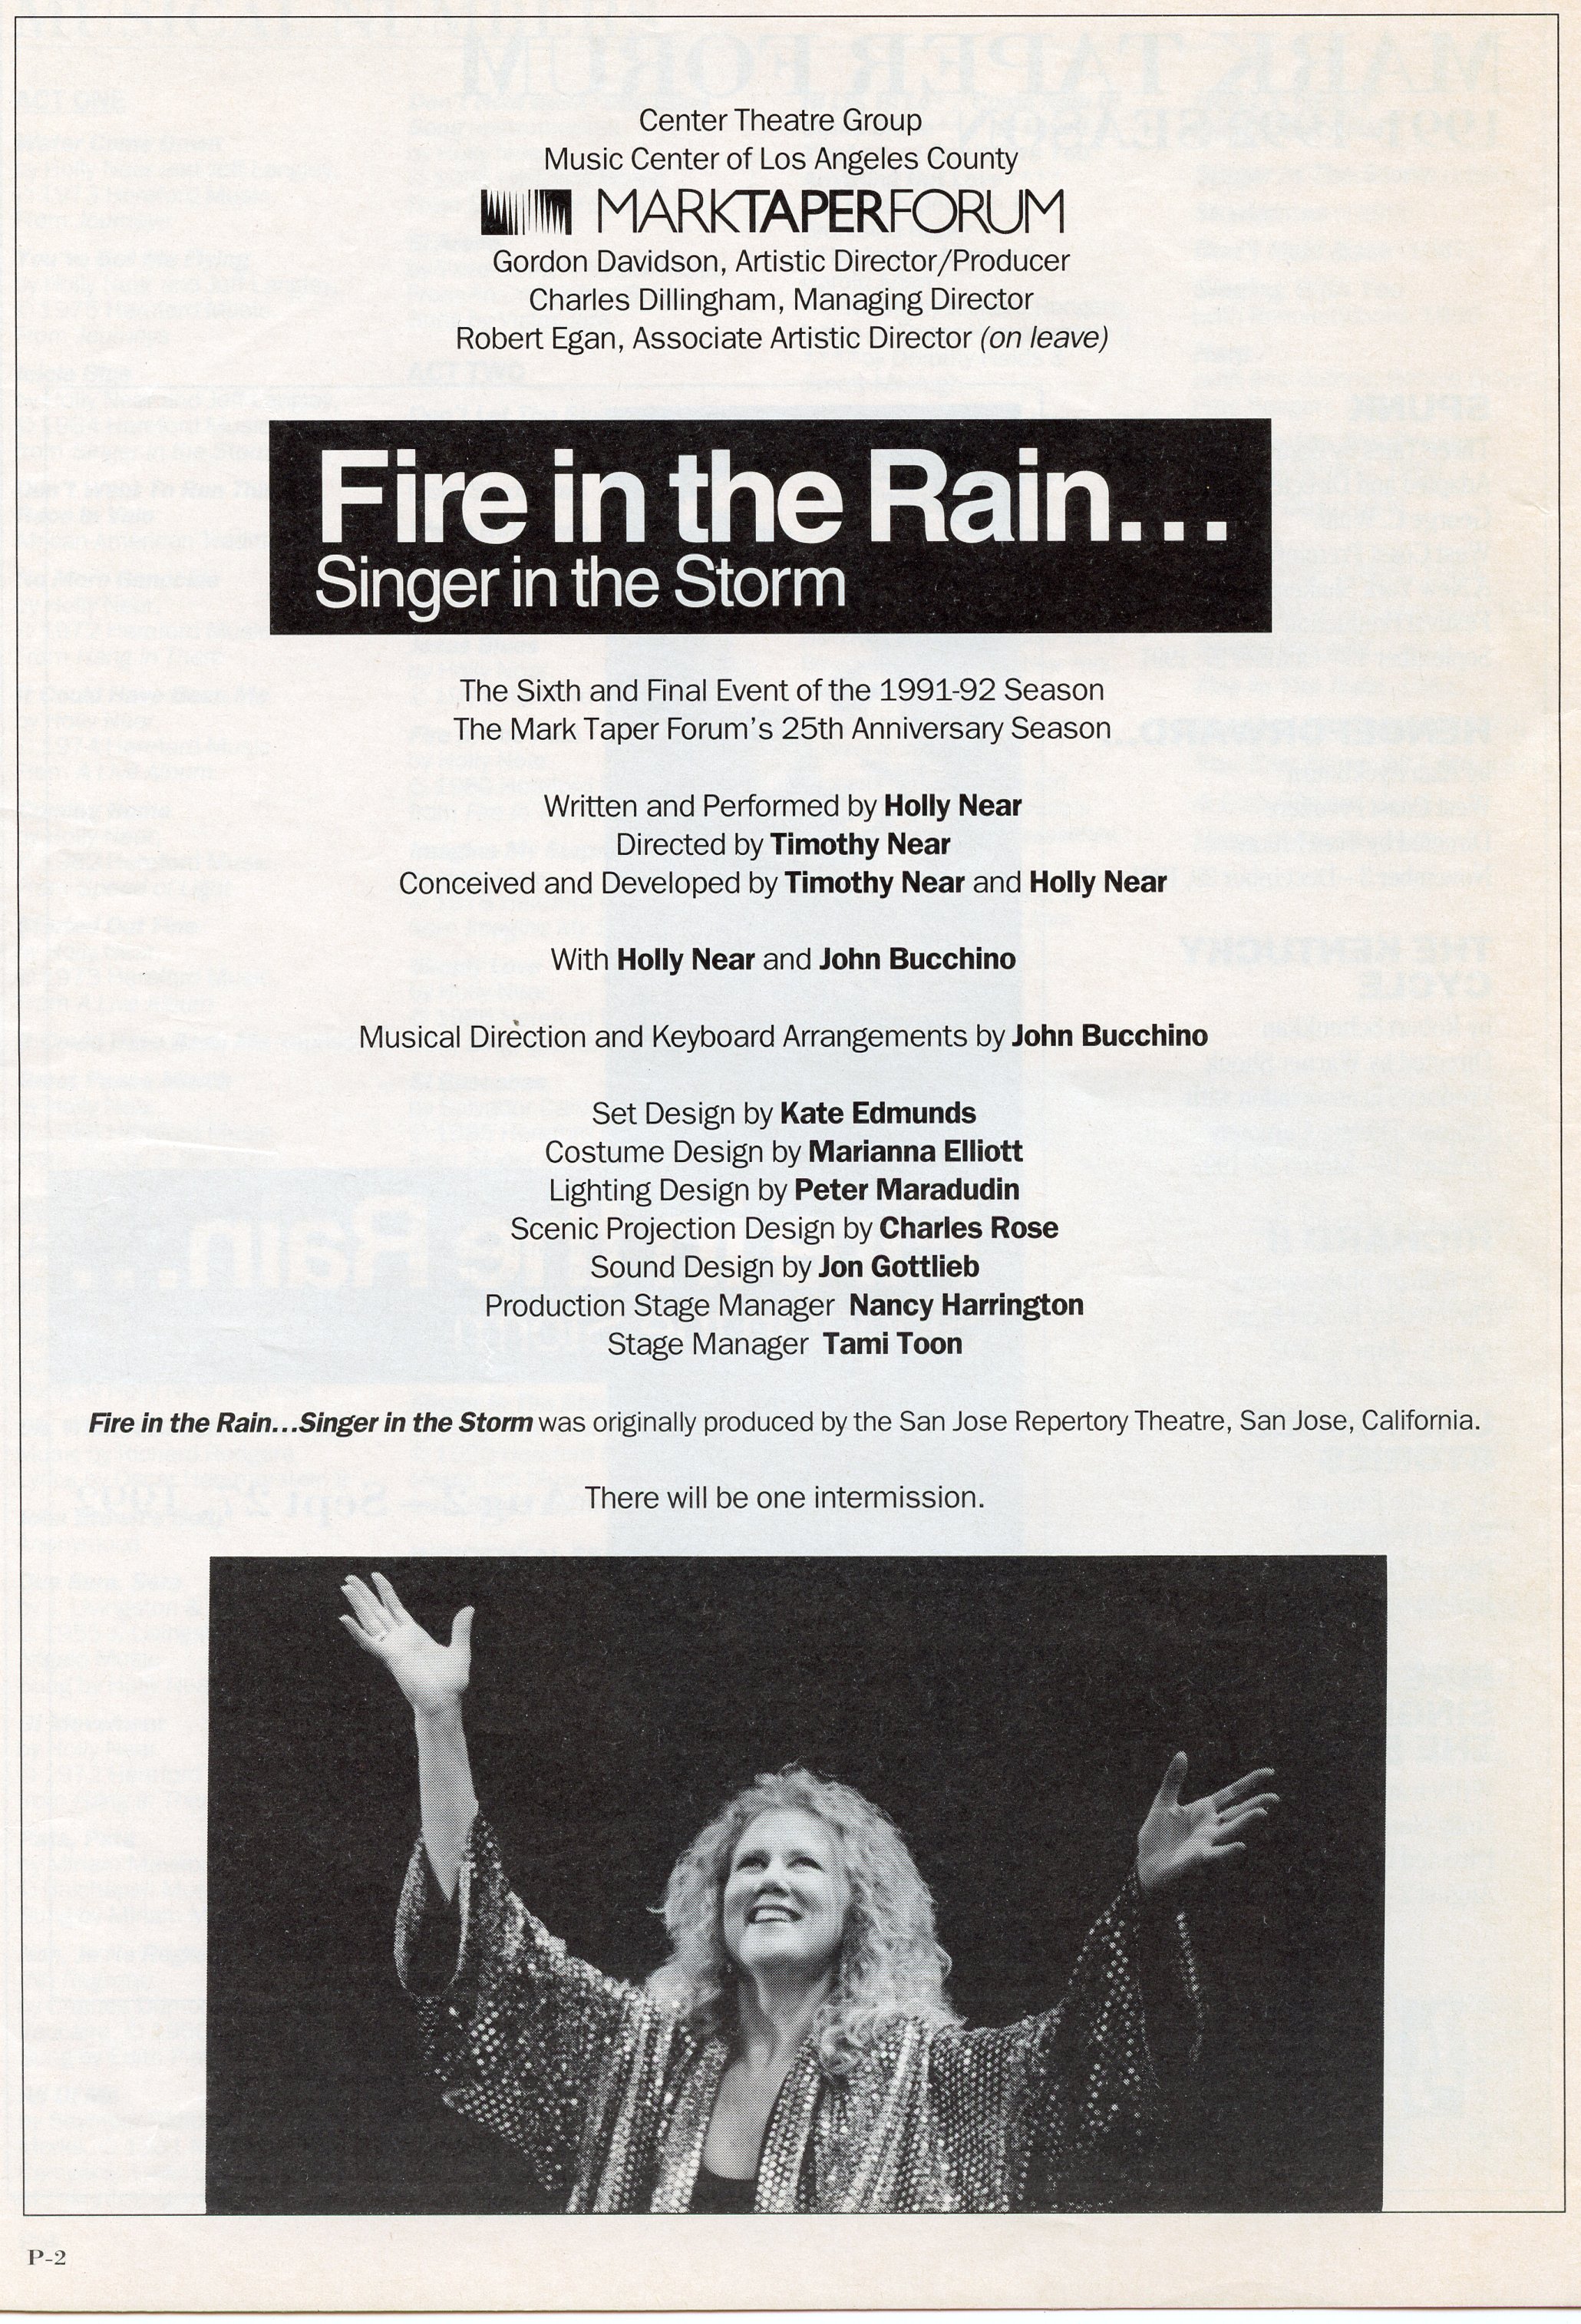 Center Theatre Group
Music Center of Los Angeles County
MARKTAPERFORUM
Gordon Davidson, Artistic Director/Producer
Charles Dillingham, Managing Director
Robert Egan, Associate Artistic Director (on leave)
Fire in the Rain...
Singer in the Storm
The Sixth and Final Event of the 1991-92 Season
The Mark Taper Forum's 25th Anniversary Season
Written and Performed by Holly Near
Directed by Timothy Near
Conceived and Developed by Timothy Near and Holly Near
With Holly Near and John Bucchino
Musical Direction and Keyboard Arrangements by John Bucchino
Set Design by Kate Edmunds
Costume Design by Marianna Elliott
Lighting Design by Peter Maradudin
Scenic Projection Design by Charles Rose
Sound Design by Jon Gottlieb
Production Stage Manager Nancy Harrington
Stage Manager Tami Toon
Fire in the Rain...Singer in the Storm was originally produced by the San Jose Repertory Theatre, San Jose, California.
There will be one intermission.
P-2